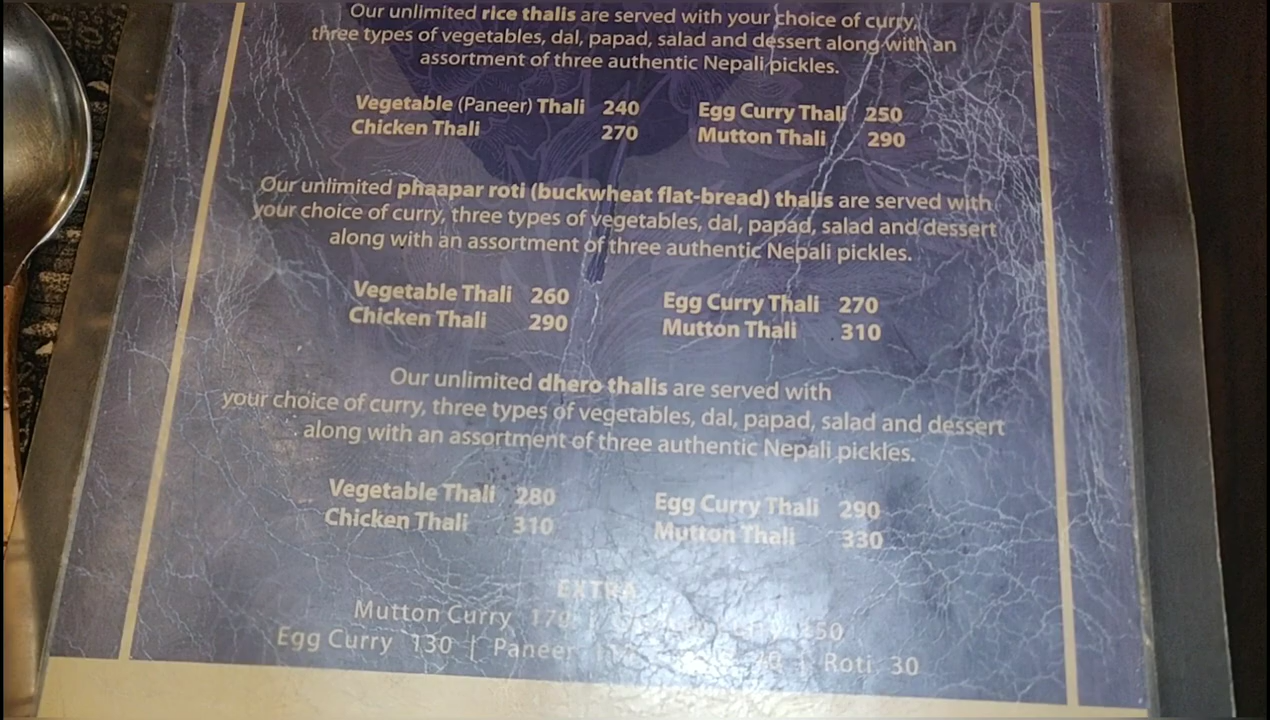 Our unlimited rice thalis are served with your choice of curry,
three types of vegetables, dal, papad, salad and dessert along with an
assortment of three authentic Nepali pickles.
Vegetable (Paneer) Thali 240 Egg Curry Thali 250
Chicken Thali 270 Mutton Thali 290
Our unlimited phaapar roti (buckwheat flat-bread) thalis are served with
your choice of curry, three types of vegetables, dal, papad, salad and dessert
along with an assortment of three authentic Nepali pickles.
Vegetable Thali 260 Egg Curry Thali 270
Chicken Thali 290 Mutton Thali 310
Our unlimited dhero thalis are served with
your choice of curry, three types of vegetables, dal, papad, salad and dessert
along with an assortment of three authentic Nepali pickles.
Vegetable Thali 280 Egg Curry Thali 290
Chicken Thali 310 Mutton Thali 330
EXTRA
Mutton Curry 170
Egg Curry 130 | Paneer | Roti 30